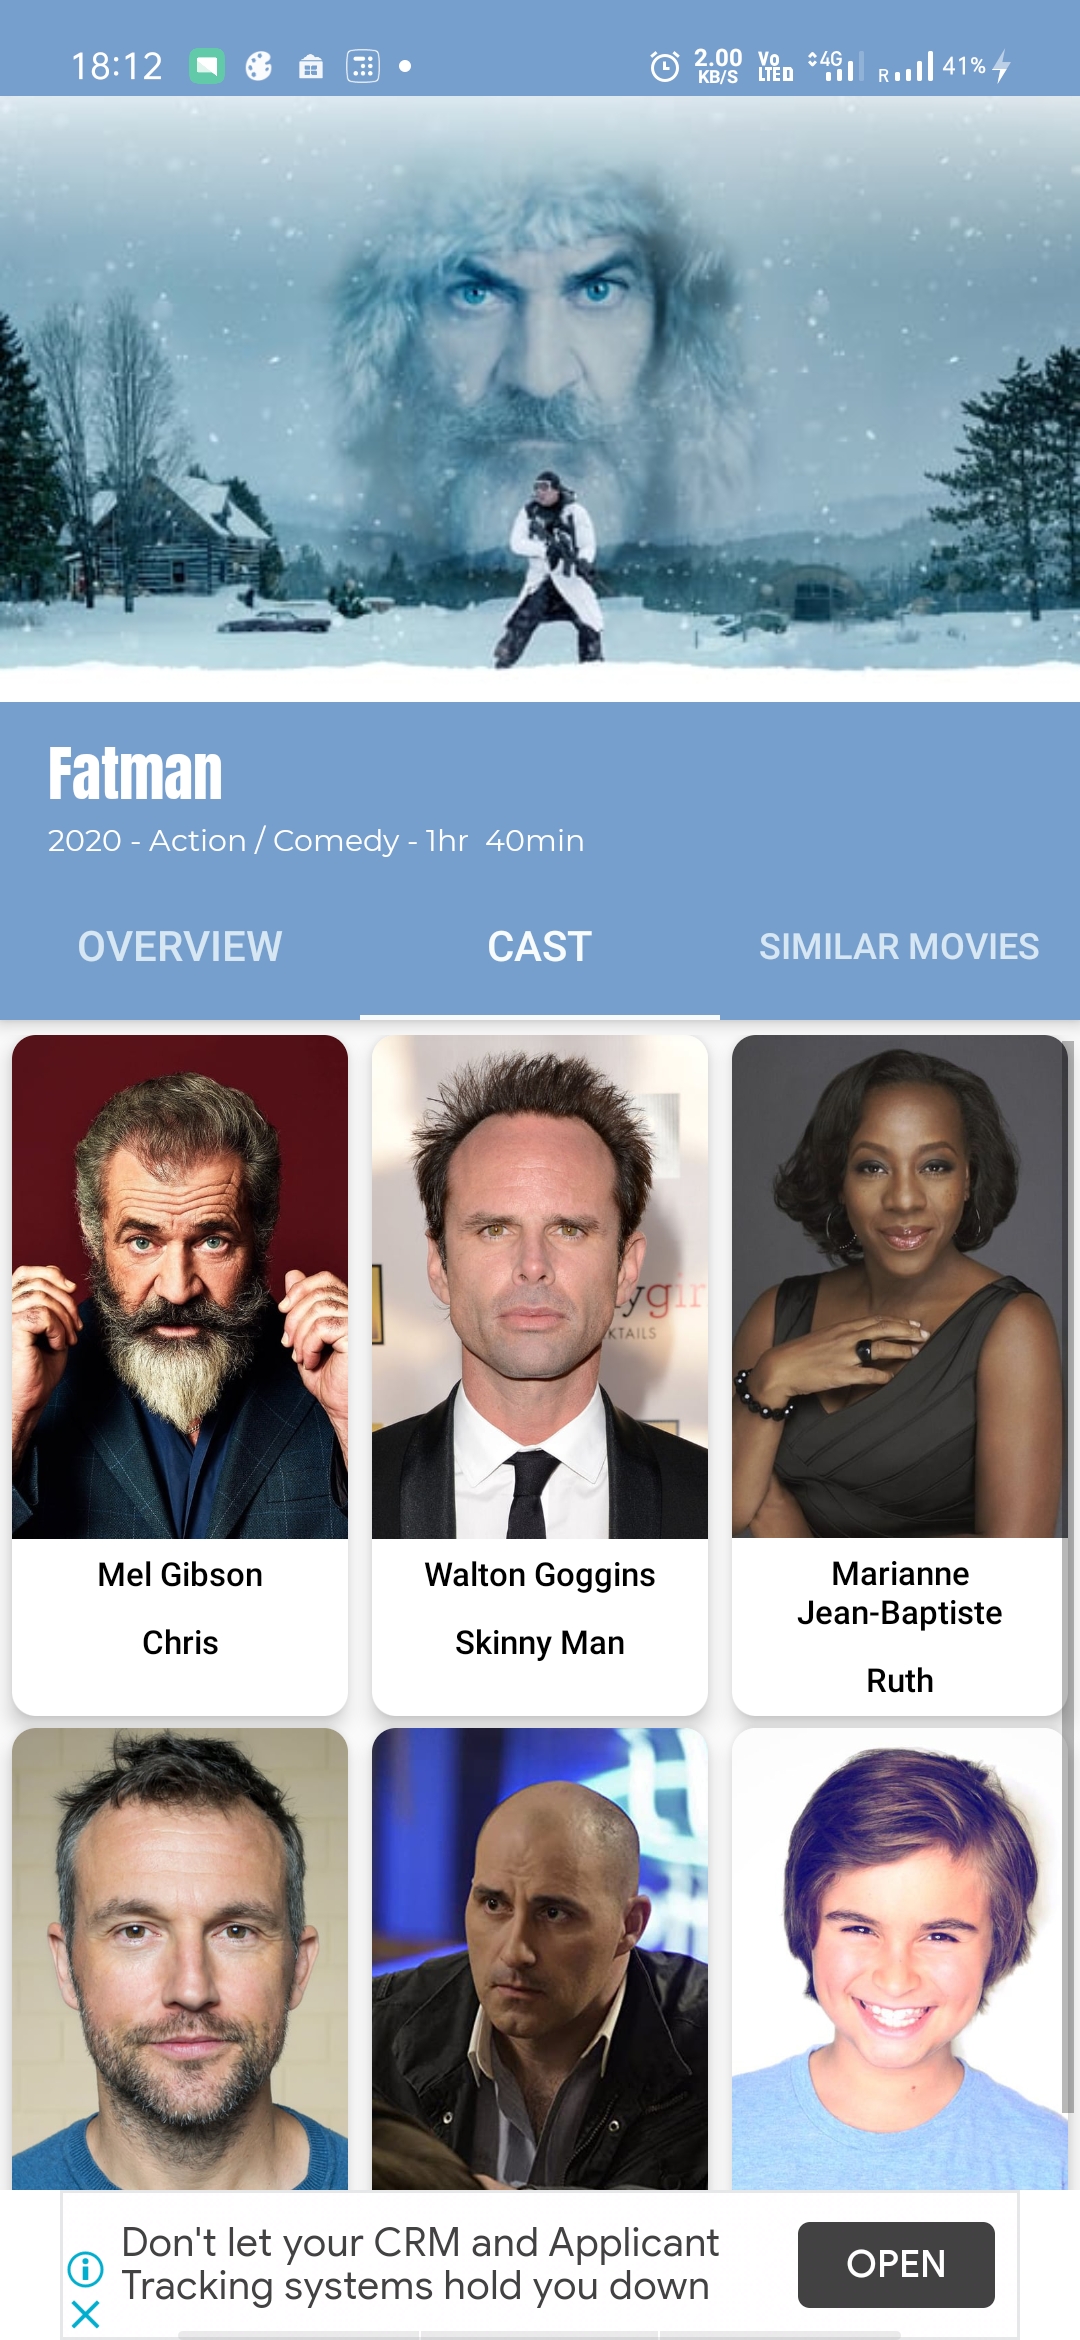 18:12
2.00
KB/S
Vo
LTE
4G
R
41%
Fatman
2020 - Action / Comedy - 1hr  40min
OVERVIEW
CAST
SIMILAR MOVIES
ygir
KTAILS
Mel Gibson
Chris
Walton Goggins
Skinny Man
Marianne
Jean-Baptiste
Ruth
Don't let your CRM and Applicant
Tracking systems hold you down
OPEN